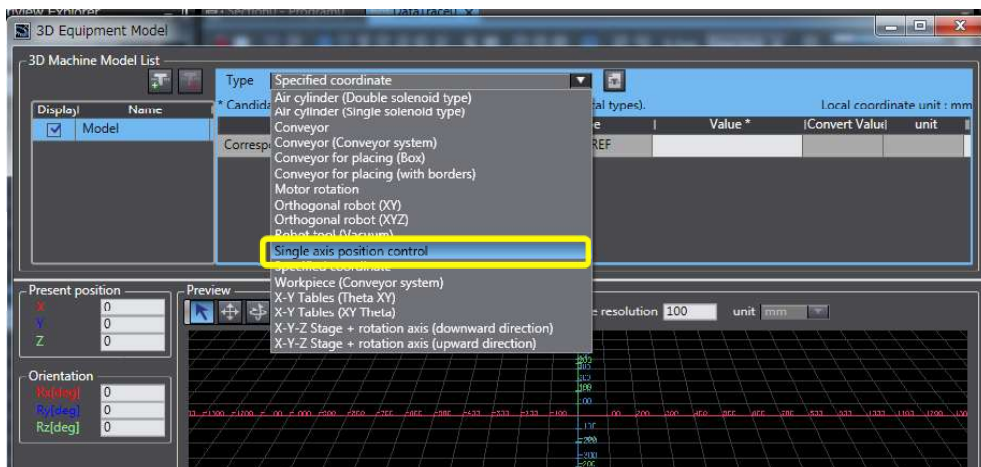 3D Equipment Model
3D Machine Model List
Type Specified coordinate
Air cylinder (Double solenoid type)
Air cylinder (Single solenoid type)
Conveyor
Conveyor (Conveyor system)
Conveyor for placing (Box)
Conveyor for placing (with borders)
Motor rotation
Orthogonal robot (XY)
Orthogonal robot (XYZ)
Robot tool (Vacuum)
Single axis position control
Specified coordinate
Workpiece (Conveyor system)
X-Y Tables (Theta XY)
X-Y Tables (XY Theta)
X-Y-Z Stage + rotation axis (downward direction)
X-Y-Z Stage + rotation axis (upward direction)
Local coordinate unit : mm
Display Name
Value * Convert Value unit
Model
REF
Present position
X 0
Y 0
Z 0
Orientation
Rx[deg] 0
Ry[deg] 0
Rz[deg] 0
Preview
resolution 100 unit mm